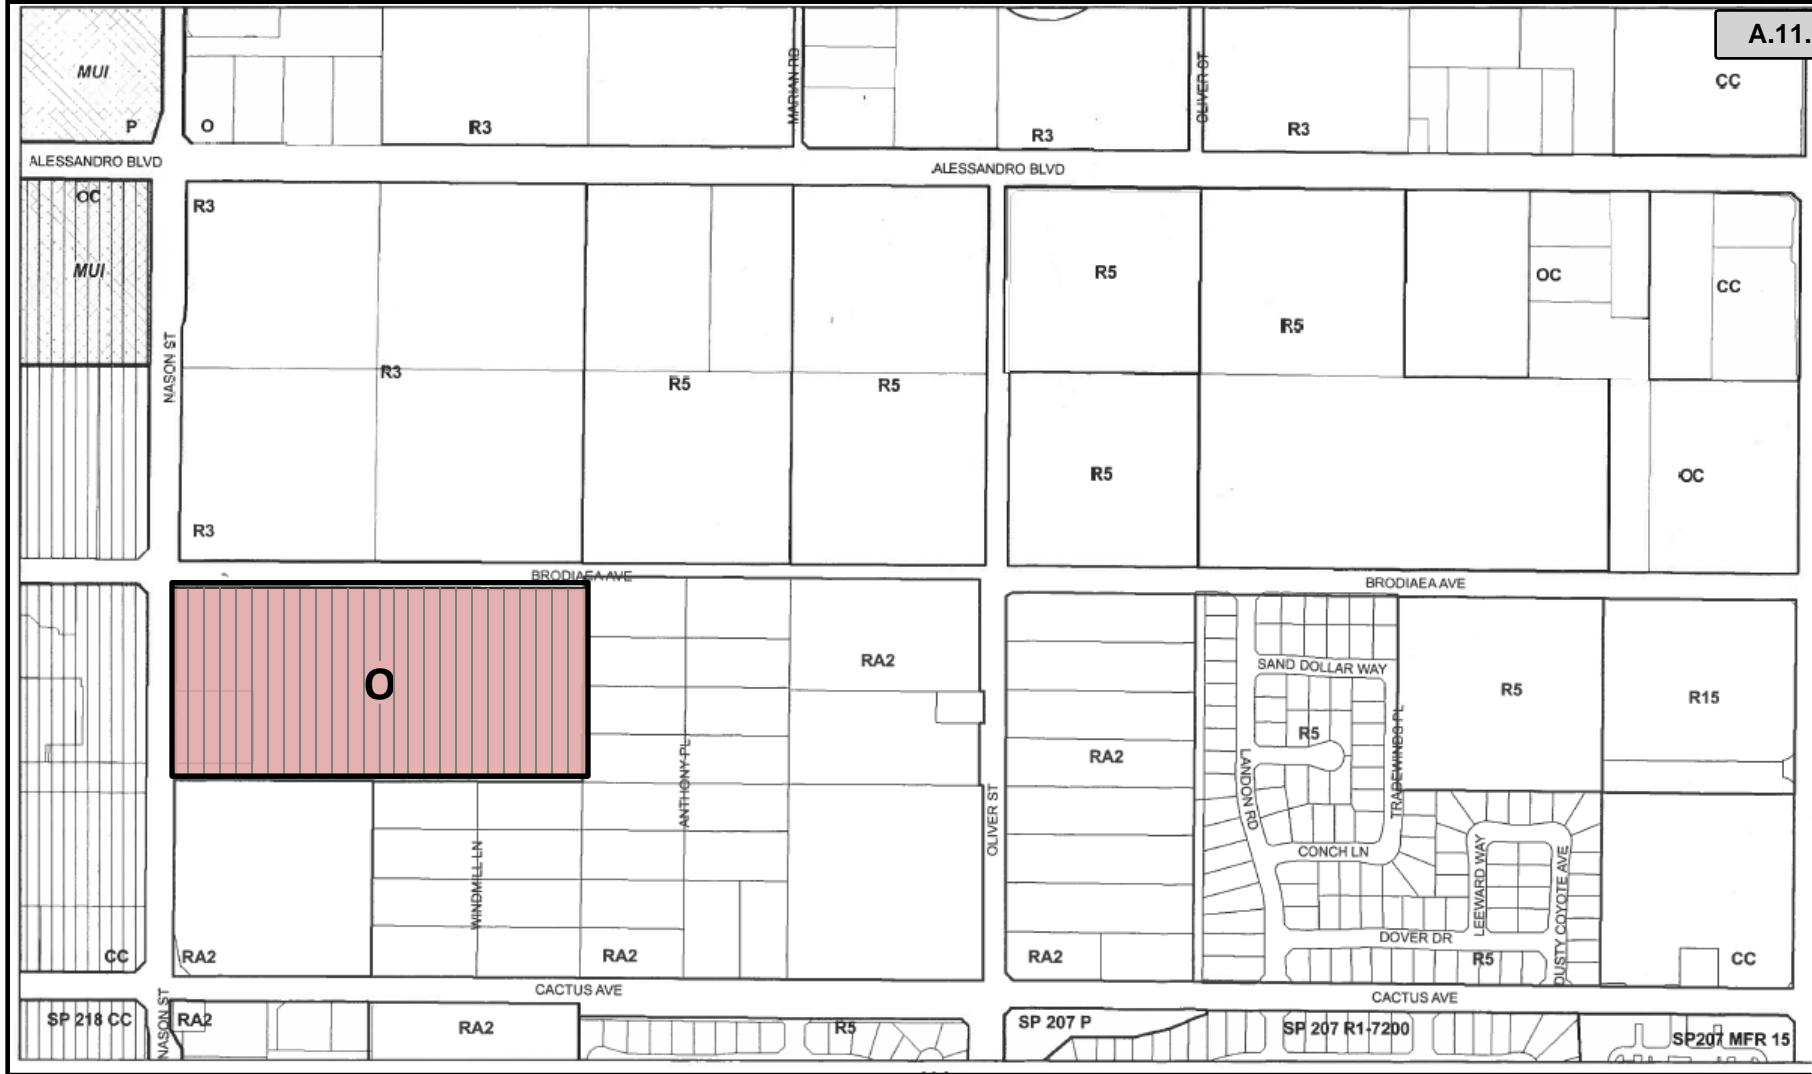 A.11.
MUI
P
O
R3
MARIAN RD
R3
OLIVER ST
R3
CC
ALESSANDRO BLVD
ALESSANDRO BLVD
OC
MUI
R3
NASON ST
R3
R5
R5
R3
R5
R5
OC
CC
R5
OC
BRODIAEA AVE
BRODIAEA AVE
O
RA2
ANTHONY PL
WINDMILL LN
OLIVER ST
RA2
SAND DOLLAR WAY
R5
LANDON RD
TRADEWINDS PL
R5
R15
CONCH LN
LEEWARD WAY
DUSTY COYOTE AVE
DOVER DR
R5
CC
RA2
RA2
RA2
CC
CACTUS AVE
CACTUS AVE
SP 218 CC
NASON ST
RA2
RA2
R5
SP 207 P
SP 207 R1-7200
SP207 MFR 15